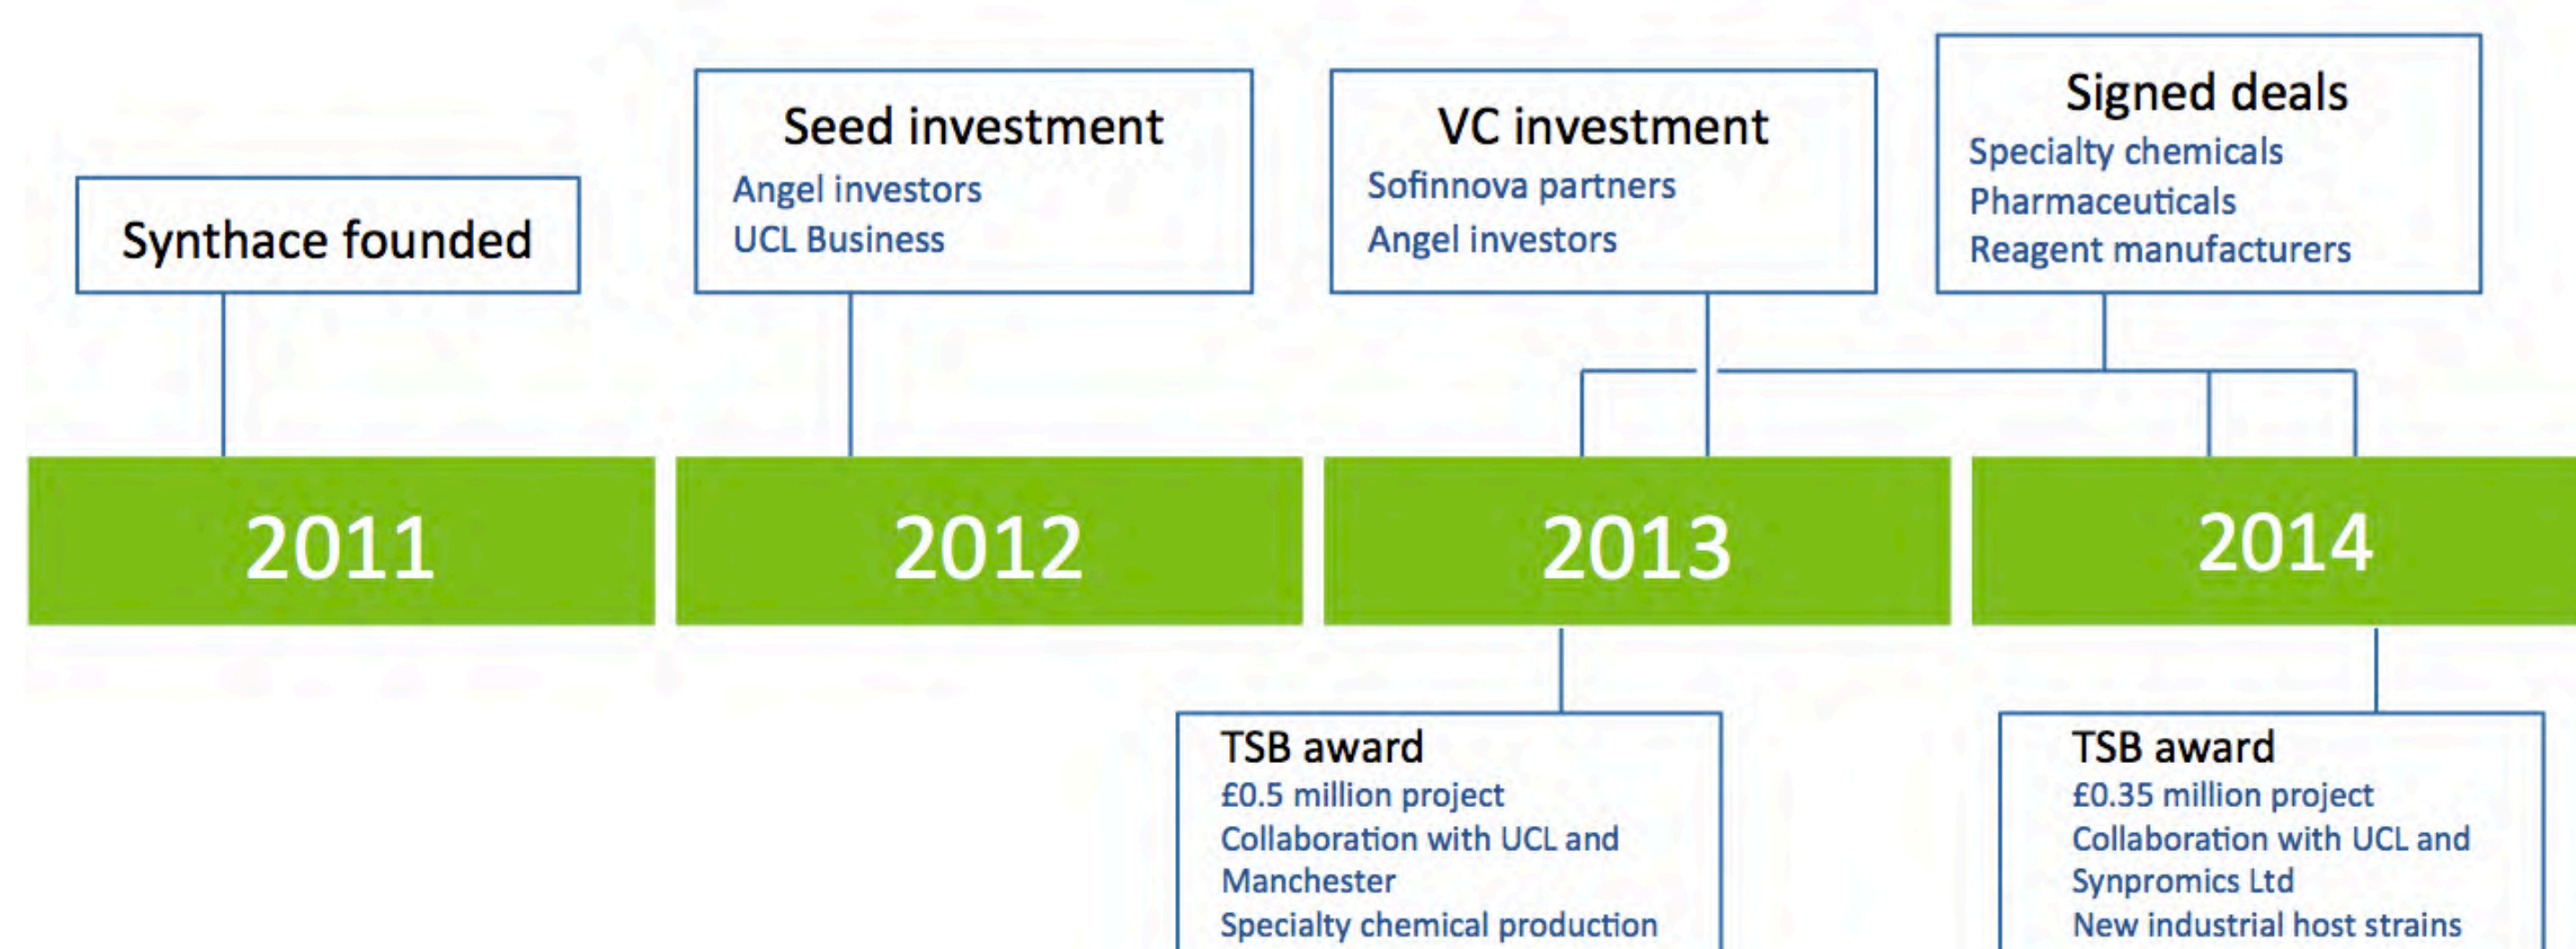 Synthace founded
Seed investment
Angel investors
UCL Business
VC investment
Sofinnova partners
Angel investors
Signed deals
Specialty chemicals
Pharmaceuticals
Reagent manufacturers
2011
2012
2013
2014
TSB award
£0.5 million project
Collaboration with UCL and
Manchester
Specialty chemical production
TSB award
£0.35 million project
Collaboration with UCL and
Synpromics Ltd
New industrial host strains